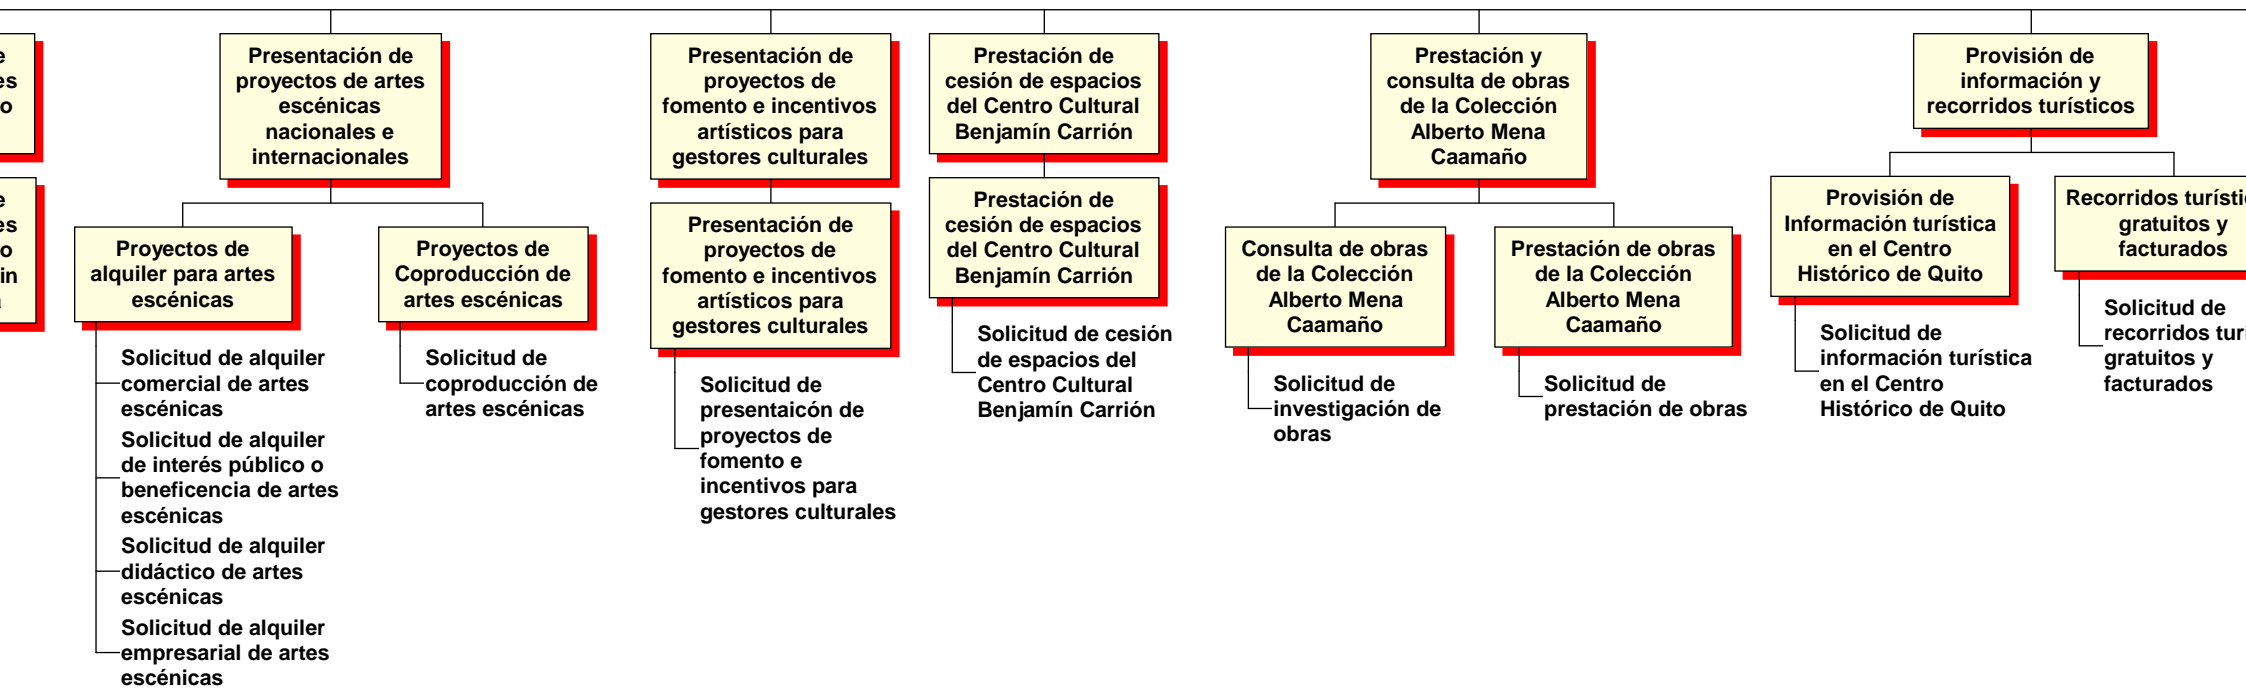 Presentación de
proyectos de artes
escénicas
nacionales e
internacionales
Proyectos de
alquiler para artes
escénicas
Solicitud de alquiler
comercial de artes
escénicas
Solicitud de alquiler
de interés público o
beneficencia de artes
escénicas
Solicitud de alquiler
didáctico de artes
escénicas
Solicitud de alquiler
empresarial de artes
escénicas
Proyectos de
Coproducción de
artes escénicas
Solicitud de
coproducción de
artes escénicas
Presentación de
proyectos de
fomento e incentivos
artísticos para
gestores culturales
Presentación de
proyectos de
fomento e incentivos
artísticos para
gestores culturales
Solicitud de
presentaicón de
proyectos de
fomento e
incentivos para
gestores culturales
Prestación de
cesión de espacios
del Centro Cultural
Benjamín Carrión
Prestación de
cesión de espacios
del Centro Cultural
Benjamín Carrión
Solicitud de cesión
de espacios del
Centro Cultural
Benjamín Carrión
Prestación y
consulta de obras
de la Colección
Alberto Mena
Caamaño
Consulta de obras
de la Colección
Alberto Mena
Caamaño
Solicitud de
investigación de
obras
Prestación de obras
de la Colección
Alberto Mena
Caamaño
Solicitud de
prestación de obras
Provisión de
información y
recorridos turísticos
Provisión de
Información turística
en el Centro
Histórico de Quito
Solicitud de
información turística
en el Centro
Histórico de Quito
Recorridos
gratuitos y
facturados
Solicitud de
recorridos
gratuitos y
facturados